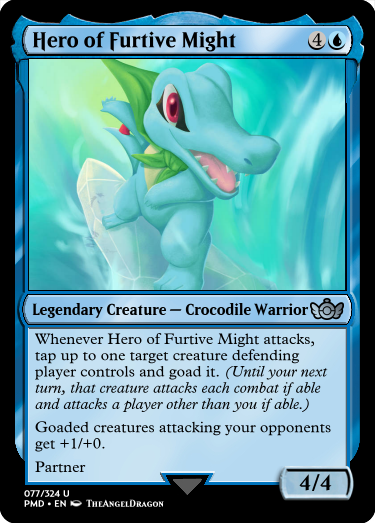 Hero of Furtive Might 4
Legendary Creature — Crocodile Warrior
Whenever Hero of Furtive Might attacks,
tap up to one target creature defending
player controls and goad it. (Until your next
turn, that creature attacks each combat if able
and attacks a player other than you if able.)
Goaded creatures attacking your opponents
get +1/+0.
Partner
4/4
077/324 U
PMD • EN TheAngelDragon